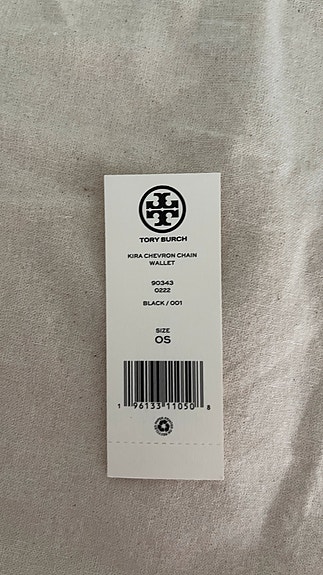 TORY BURCH
KIRA CHEVRON CHAIN
WALLET
90343
0222
BLACK / 001
SIZE
OS
1 96133 11050 8